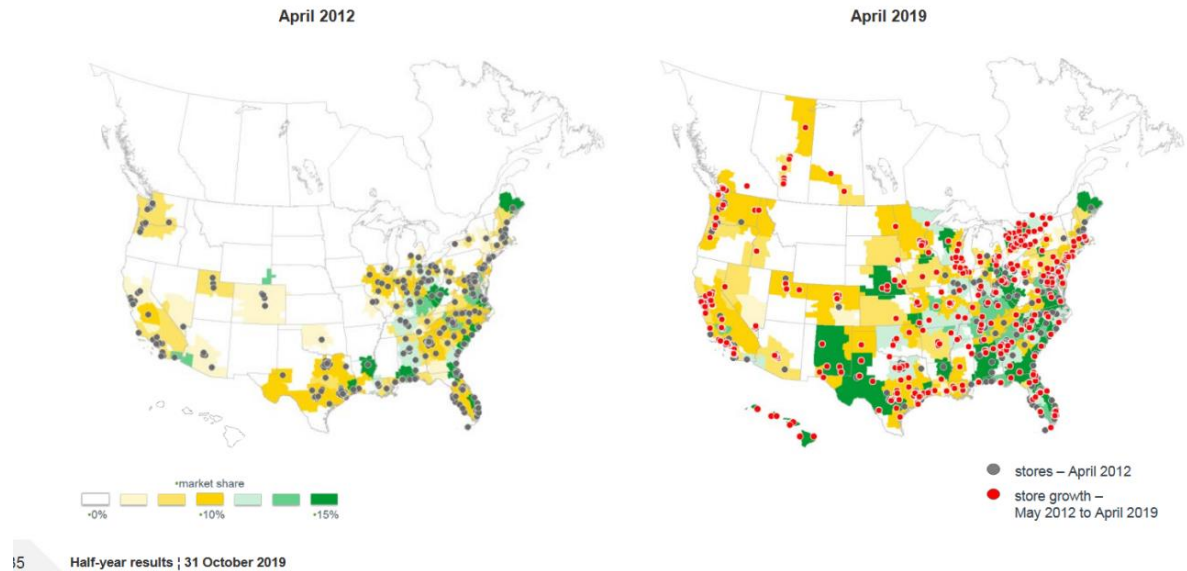 April 2012
April 2019
•market share
•0%
•10%
•15%
stores – April 2012
store growth –
May 2012 to April 2019
Half-year results ¦ 31 October 2019